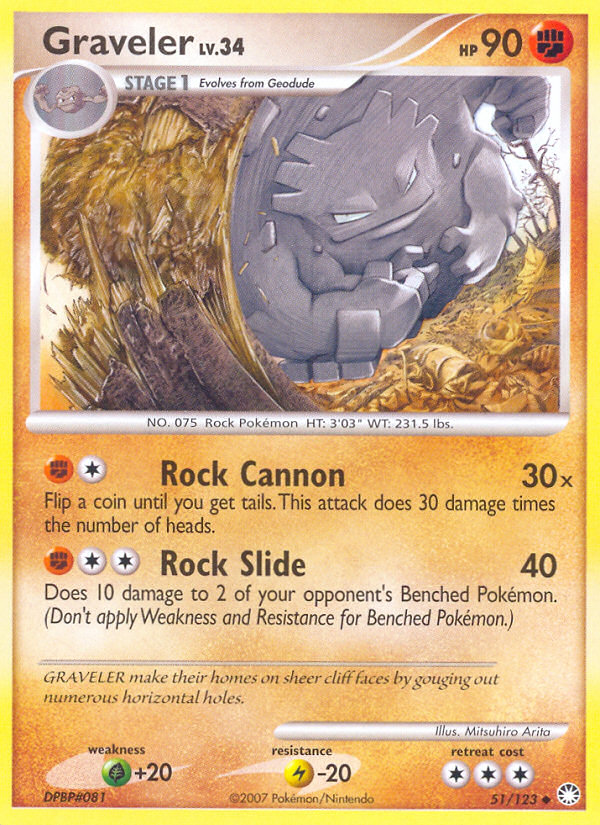 Graveler LV.34 HP 90
STAGE 1 Evolves from Geodude
NO. 075 Rock Pokémon HT: 3'03" WT: 231.5 lbs.
Rock Cannon 30x
Flip a coin until you get tails. This attack does 30 damage times
the number of heads.
Rock Slide 40
Does 10 damage to 2 of your opponent's Benched Pokémon.
(Don't apply Weakness and Resistance for Benched Pokémon.)
GRAVELER make their homes on sheer cliff faces by gouging out
numerous horizontal holes.
Illus. Mitsuhiro Arita
weakness resistance retreat cost
+20 -20
DPBP#081 ©2007 Pokémon/Nintendo 51/123